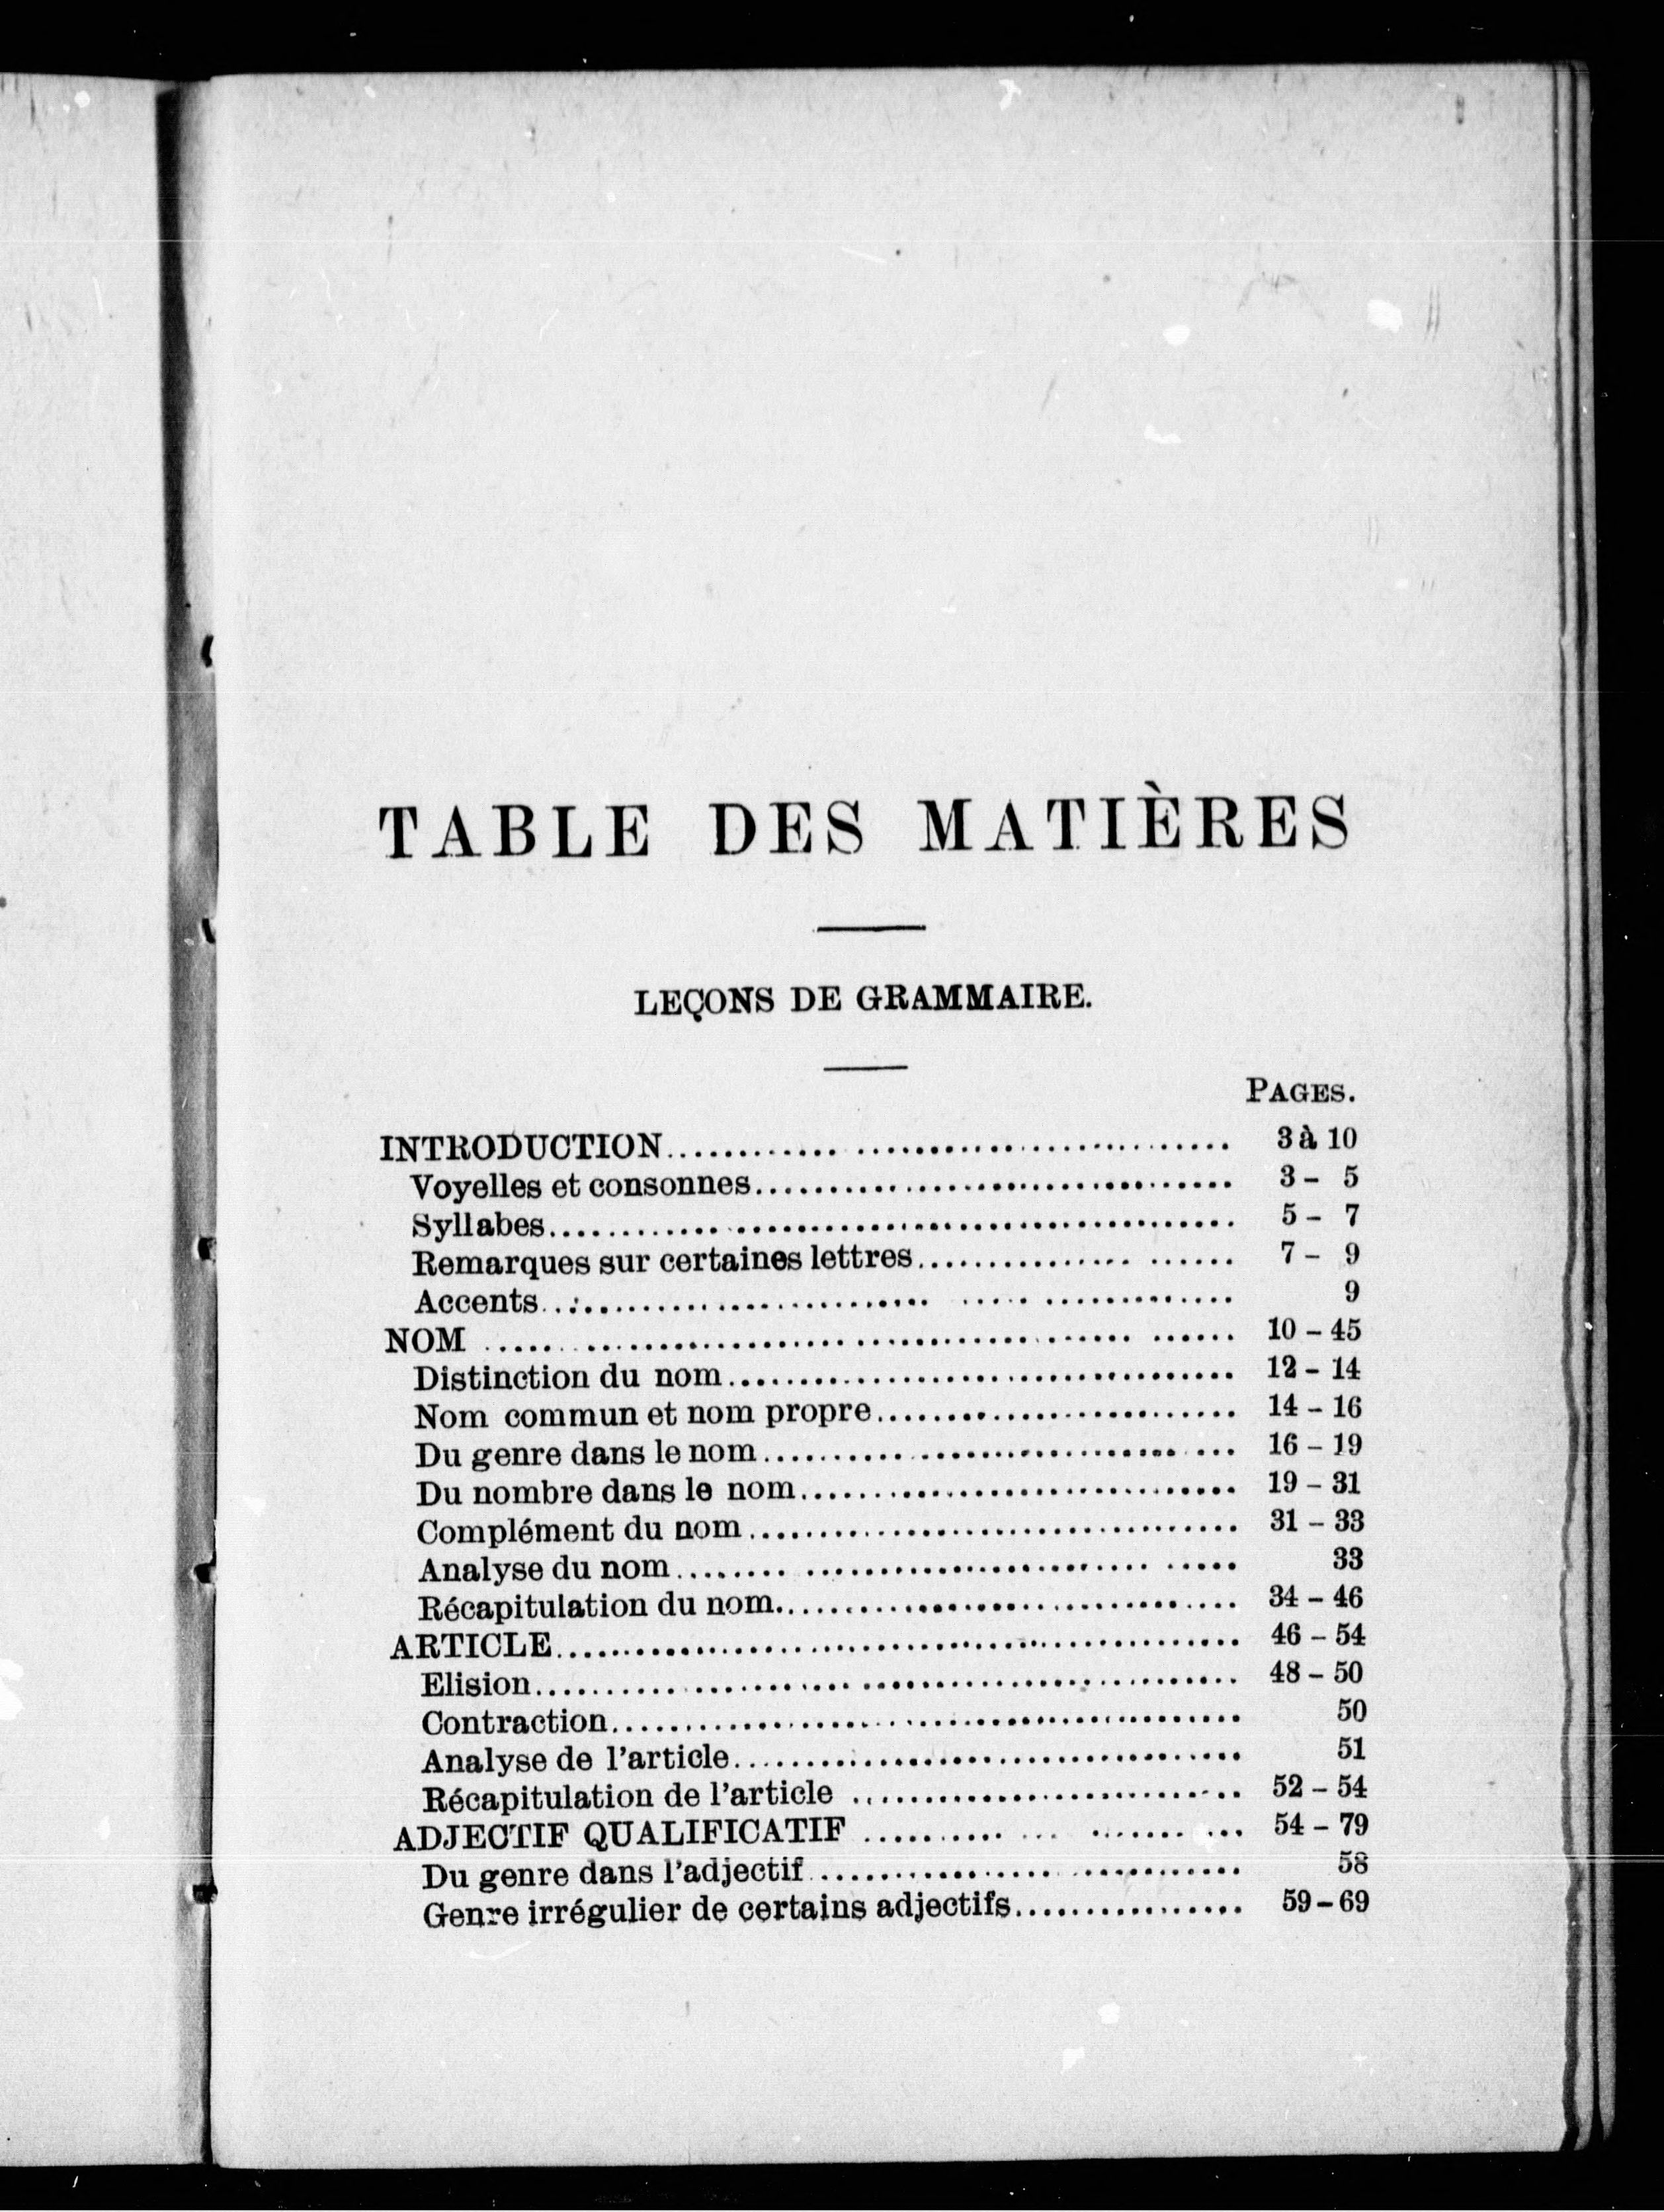 TABLE DES MATIÈRES
LEÇONS DE GRAMMAIRE.
PAGES.
INTRODUCTION........................................ 3 à 10
Voyelles et consonnes........................................ 3 - 5
Syllabes........................................ 5 - 7
Remarques sur certaines lettres........................................ 7 - 9
Accents........................................ 9
NOM ........................................ 10 - 45
Distinction du nom........................................ 12 - 14
Nom commun et nom propre........................................ 14 - 16
Du genre dans le nom........................................ 16 - 19
Du nombre dans le nom........................................ 19 - 31
Complément du nom........................................ 31 - 33
Analyse du nom........................................ 33
Récapitulation du nom........................................ 34 - 46
ARTICLE........................................ 46 - 54
Elision........................................ 48 - 50
Contraction........................................ 50
Analyse de l'article........................................ 51
Récapitulation de l'article ........................................ 52 - 54
ADJECTIF QUALIFICATIF ........................................ 54 - 79
Du genre dans l'adjectif........................................ 58
Genre irrégulier de certains adjectifs................ 59 - 69